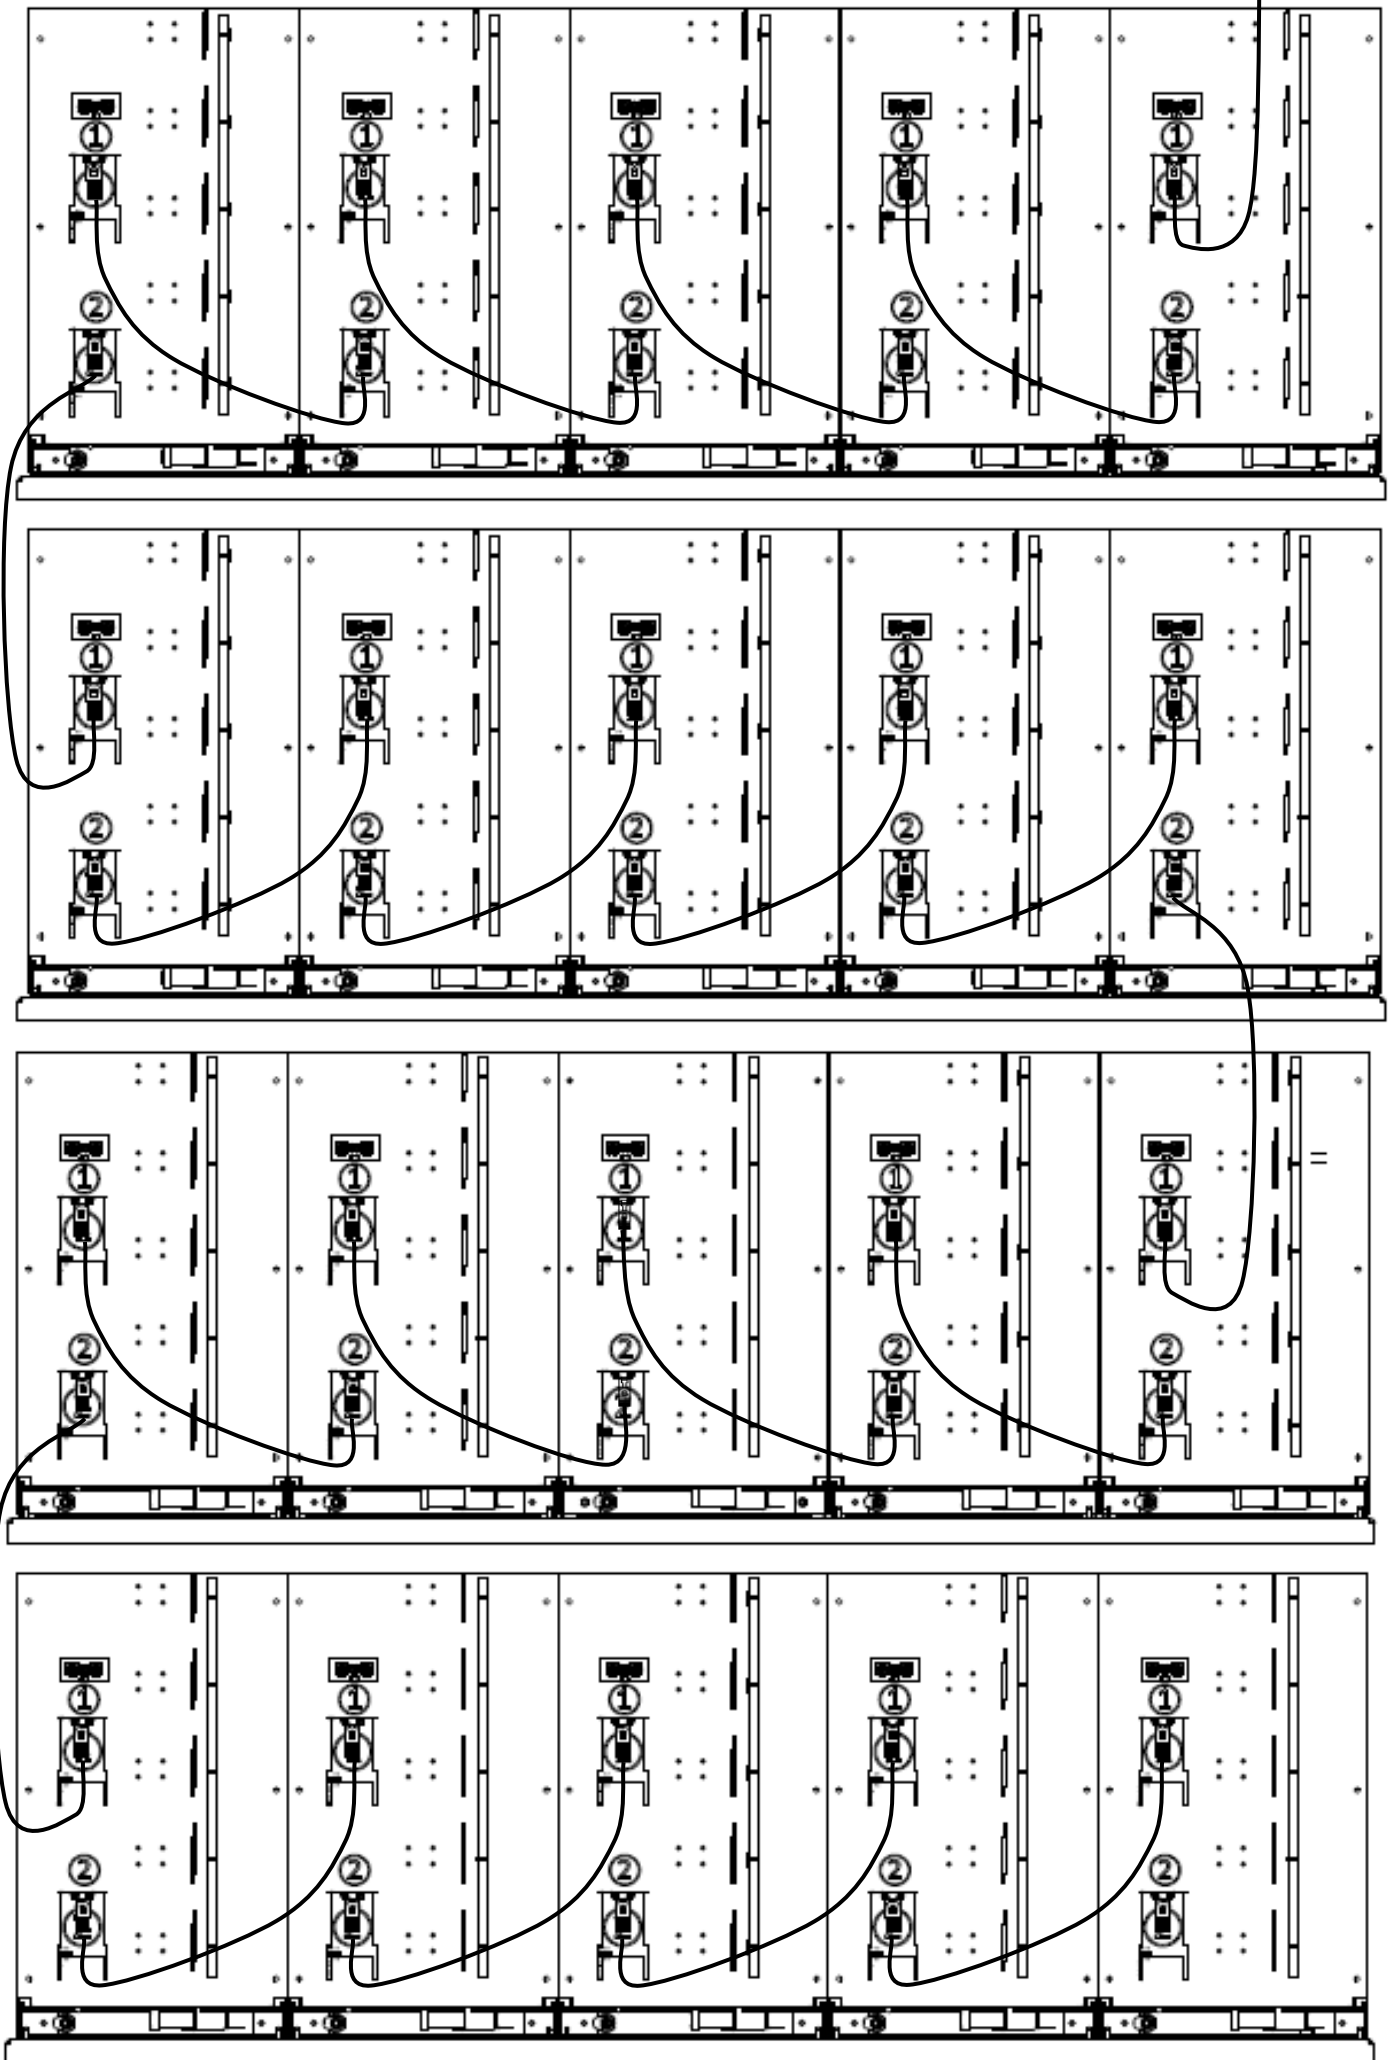 ① ① ① ① ①
② ② ② ② ②
① ① ① ① ①
② ② ② ② ②
① ① ① ① ①
② ② ② ② ②
① ① ① ① ①
② ② ② ② ②